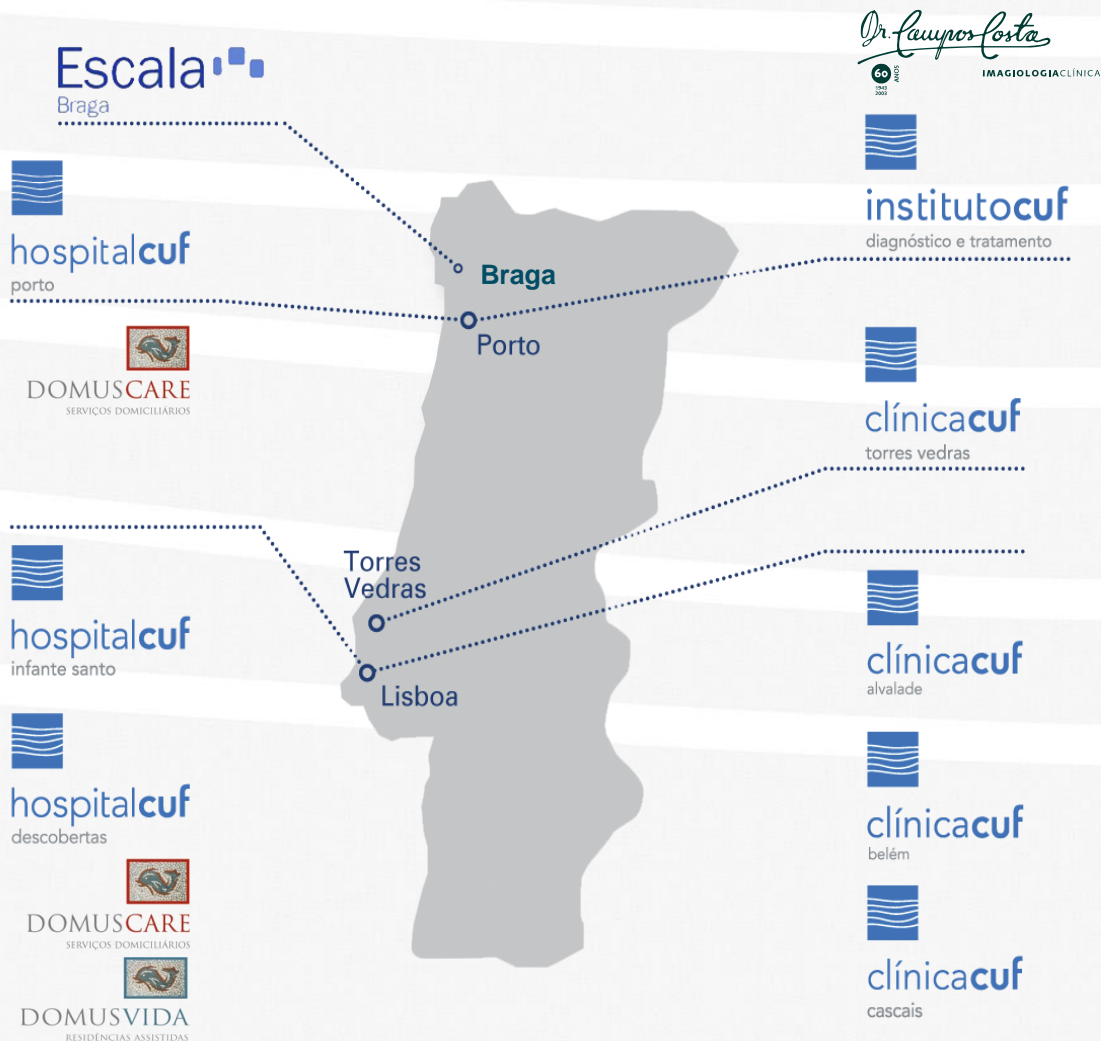 Escala
Braga
hospitalcuf
porto
DOMUSCARE
SERVIÇOS DOMICILIÁRIOS
hospitalcuf
infante santo
hospitalcuf
descobertas
DOMUSCARE
SERVIÇOS DOMICILIÁRIOS
DOMUSVIDA
RESIDÊNCIAS ASSISTIDAS
Braga
Porto
Torres
Vedras
Lisboa
Dr. Campos Costa
60 ANOS
1943
2003
IMAGIOLOGIACLÍNICA
institutocuf
diagnóstico e tratamento
clínicacuf
torres vedras
clínicacuf
alvalade
clínicacuf
belém
clínicacuf
cascais